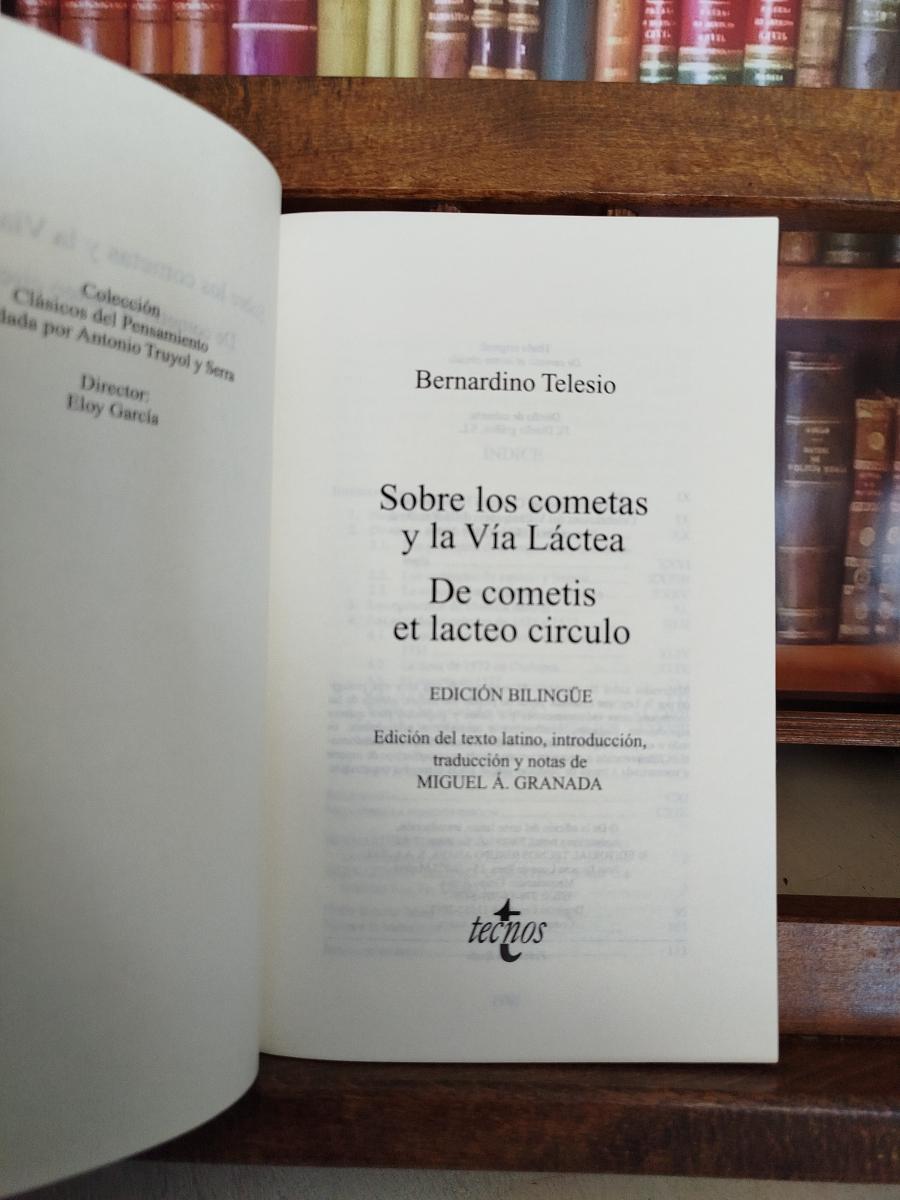 Colección
Clásicos del Pensamiento
dada por Antonio Truyol y Serra
Director:
Eloy García
Bernardino Telesio
Sobre los cometas
y la Vía Láctea
De cometis
et lacteo circulo
EDICIÓN BILINGÜE
Edición del texto latino, introducción,
traducción y notas de
MIGUEL Á. GRANADA
tecnos